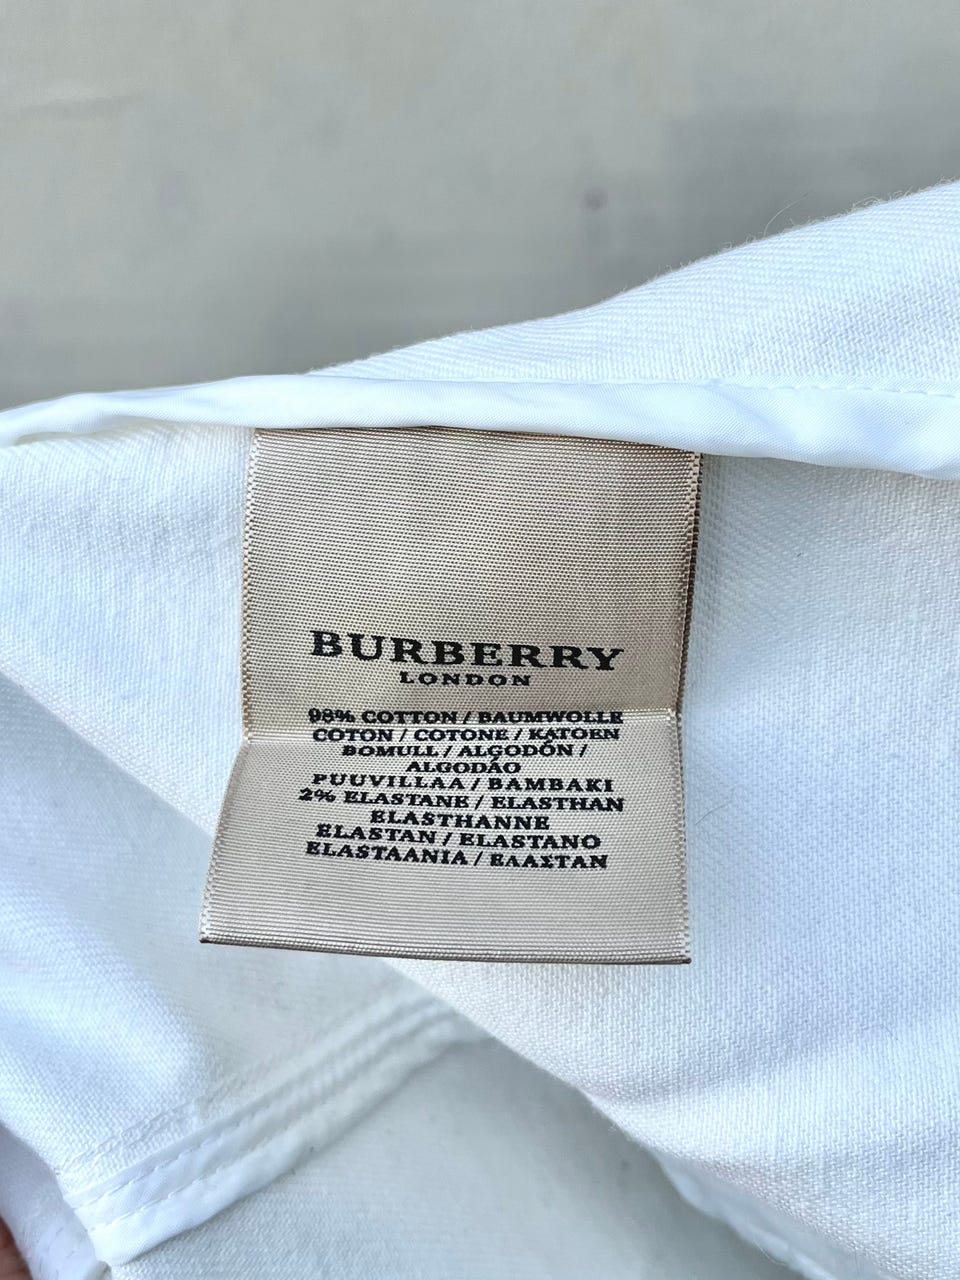 BURBERRY
LONDON
98% COTTON / BAUMWOLLE
COTON / COTONE / KATOEN
BOMULL / ALGODÓN /
ALGODÃO
PUUVILLAA / BAMBAKI
2% ELASTANE / ELASTHAN
ELASTHANNE
ELASTAN / ELASTANO
ELASTAANIA / ΕΛΑΣΤΑΝ